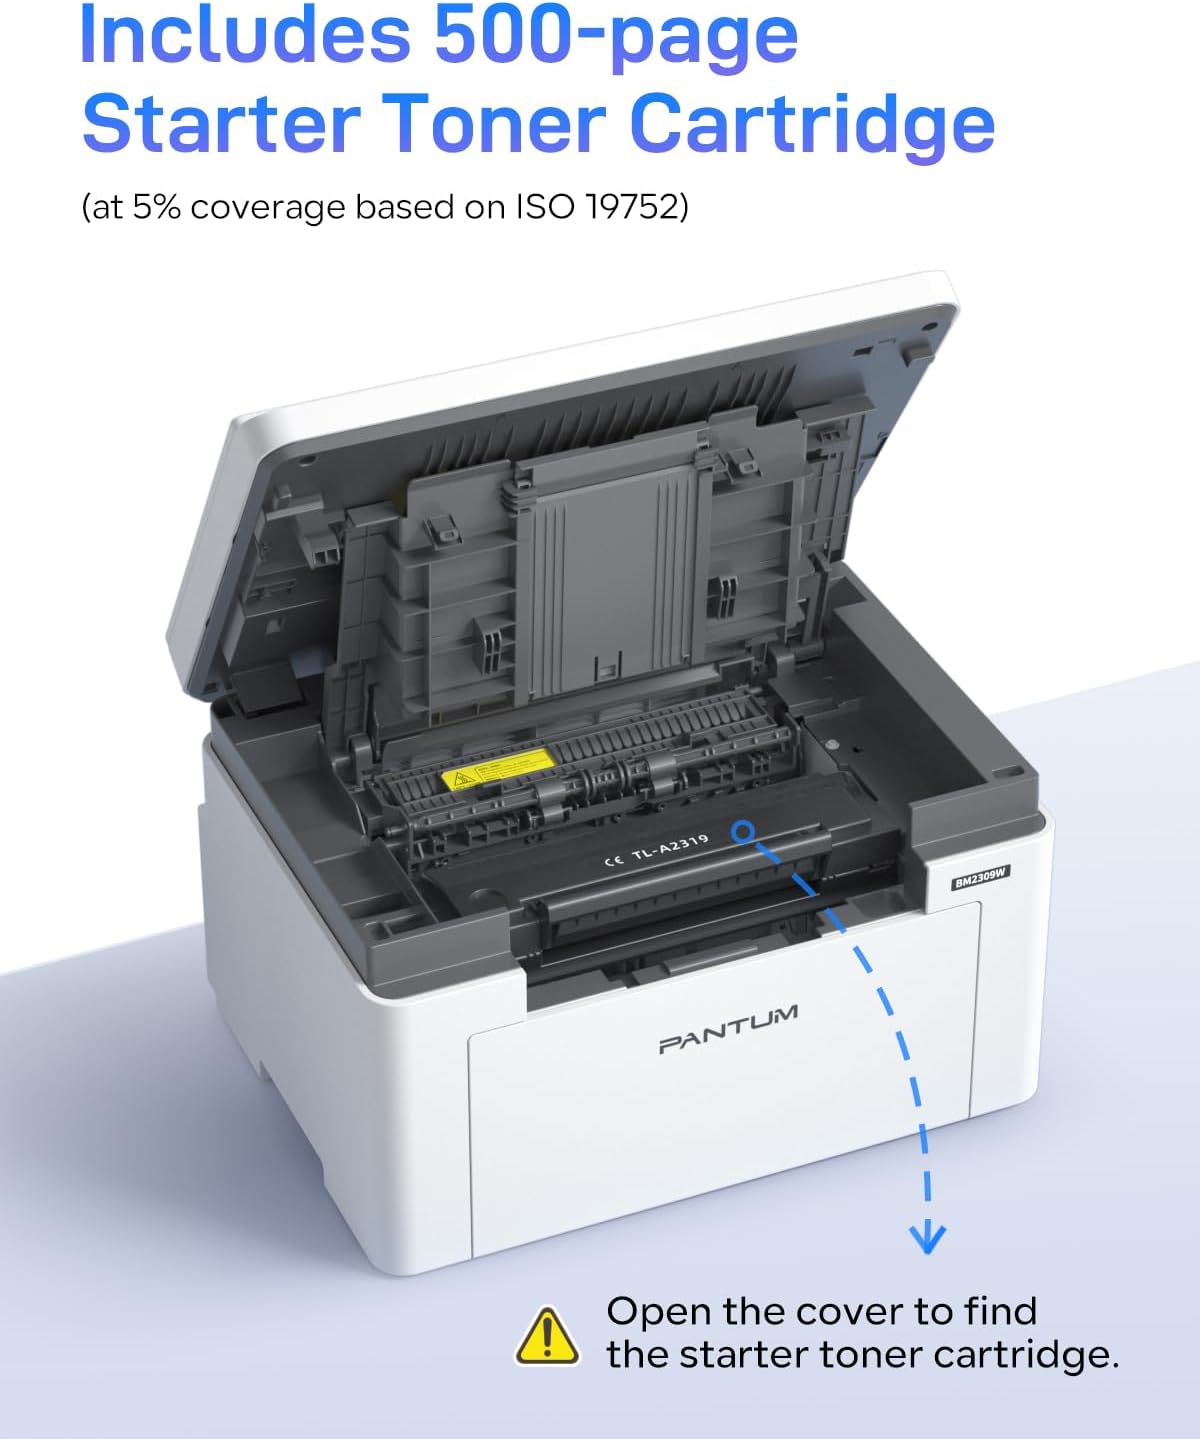 Includes 500-page
Starter Toner Cartridge
(at 5% coverage based on ISO 19752)
CE TL-A2319
BM2309W
PANTUM
Open the cover to find
the starter toner cartridge.